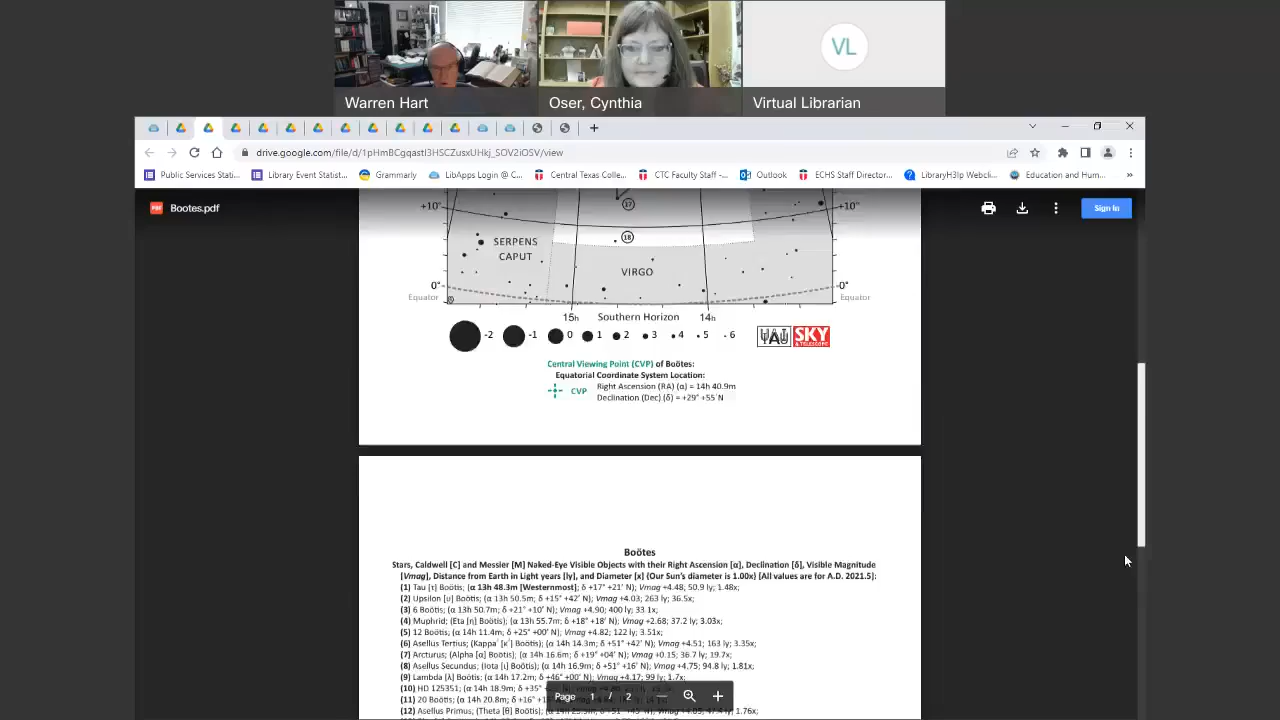 VL
Warren Hart
Oser, Cynthia
Virtual Librarian
drive.google.com/file/d/1pHmBCgqastI3HSCZusxUHkj_SOV2iOSV/view
Public Services Stati...
Library Event Statist...
Grammarly
LibApps Login @ C...
Central Texas Colle...
CTC Faculty Staff -...
Outlook
ECHS Staff Director...
LibraryH3lp Webcli...
Education and Hum...
»
PDF
Bootes.pdf
Sign In
+10°
17
+10°
18
SERPENS
CAPUT
VIRGO
0°
0°
Equator
Equator
15h Southern Horizon 14h
-2 -1 0 1 2 3 4 5 6
IAU SKY
& TELESCOPE
Central Viewing Point (CVP) of Boötes:
Equatorial Coordinate System Location:
CVP
Right Ascension (RA) (α) = 14h 40.9m
Declination (Dec) (δ) = +29° +55′N
Boötes
Stars, Caldwell [C] and Messier [M] Naked-Eye Visible Objects with their Right Ascension [α], Declination [δ], Visible Magnitude
[Vmag], Distance from Earth in Light years [ly], and Diameter [x] (Our Sun's diameter is 1.00x) [All values are for A.D. 2021.5]:
(1) Tau [τ] Boötis; (α 13h 48.3m [Westernmost]; δ +17° +21′ N); Vmag +4.48; 50.9 ly; 1.48x;
(2) Upsilon [υ] Boötis; (α 13h 50.5m; δ +15° +42′ N); Vmag +4.03; 263 ly; 36.5x;
(3) 6 Boötis; (α 13h 50.7m; δ +21° +10′ N); Vmag +4.90; 400 ly; 33.1x;
(4) Muphrid; (Eta [η] Boötis); (α 13h 55.7m; δ +18° +18′ N); Vmag +2.68; 37.2 ly; 3.03x;
(5) 12 Boötis; (α 14h 11.4m; δ +25° +00′ N); Vmag +4.82; 122 ly; 3.51x;
(6) Asellus Tertius; (Kappa′ [κ′] Boötis); (α 14h 14.3m; δ +51° +42′ N); Vmag +4.51; 163 ly; 3.35x;
(7) Arcturus; (Alpha [α] Boötis); (α 14h 16.6m; δ +19° +04′ N); Vmag +0.15; 36.7 ly; 19.7x;
(8) Asellus Secundus; (Iota [ι] Boötis); (α 14h 16.9m; δ +51° +16′ N); Vmag +4.75; 94.8 ly; 1.81x;
(9) Lambda (λ) Boötis; (α 14h 17.2m; δ +46° +00′ N); Vmag +4.17; 99 ly; 1.7x;
(10) HD 125351; (α 14h 18.9m; δ +35°
(11) 20 Boötis; (α 14h 20.8m; δ +16°
(12) Asellus Primus; (Theta [θ] Boötis); 1.76x;
Page 1 / 2